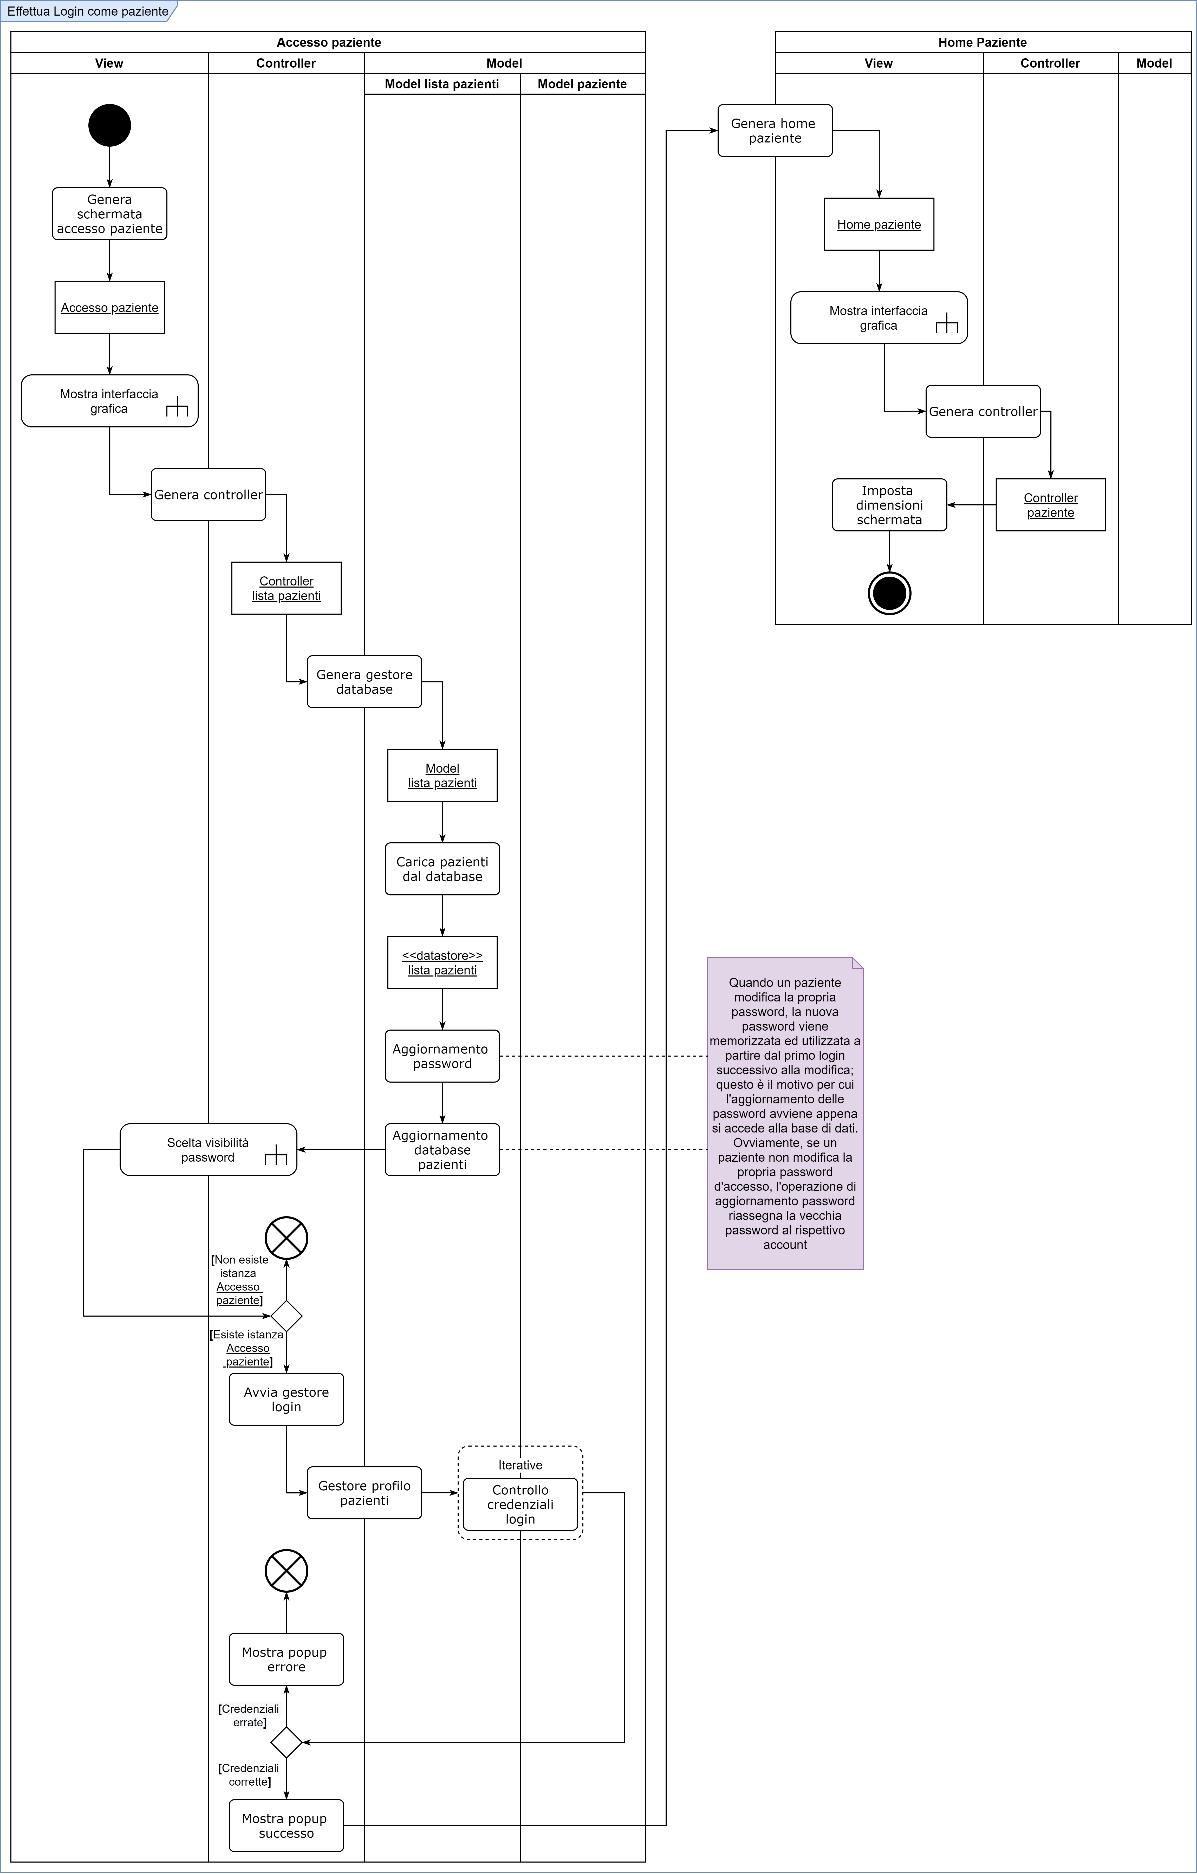 Effettua Login come paziente
Accesso paziente
View
Controller
Model
Model lista pazienti
Model paziente
Genera
schermata
accesso paziente
Accesso paziente
Mostra interfaccia
grafica
Genera controller
Controller
lista pazienti
Genera gestore
database
Model
lista pazienti
Carica pazienti
dal database
<<datastore>>
lista pazienti
Aggiornamento
password
Aggiornamento
database
pazienti
Scelta visibilità
password
[Non esiste
istanza
Accesso
paziente]
[Esiste istanza
Accesso
paziente]
Avvia gestore
login
Gestore profilo
pazienti
Iterative
Controllo
credenziali
login
Mostra popup
errore
[Credenziali
errate]
[Credenziali
corrette]
Mostra popup
successo
Home Paziente
View
Controller
Model
Genera home
paziente
Home paziente
Mostra interfaccia
grafica
Genera controller
Controller
paziente
Imposta
dimensioni
schermata
Quando un paziente
modifica la propria
password, la nuova
password viene
memorizzata ed utilizzata a
partire dal primo login
successivo alla modifica;
questo è il motivo per cui
l'aggiornamento delle
password avviene appena
si accede alla base di dati.
Ovviamente, se un
paziente non modifica la
propria password
d'accesso, l'operazione di
aggiornamento password
riassegna la vecchia
password al rispettivo
account